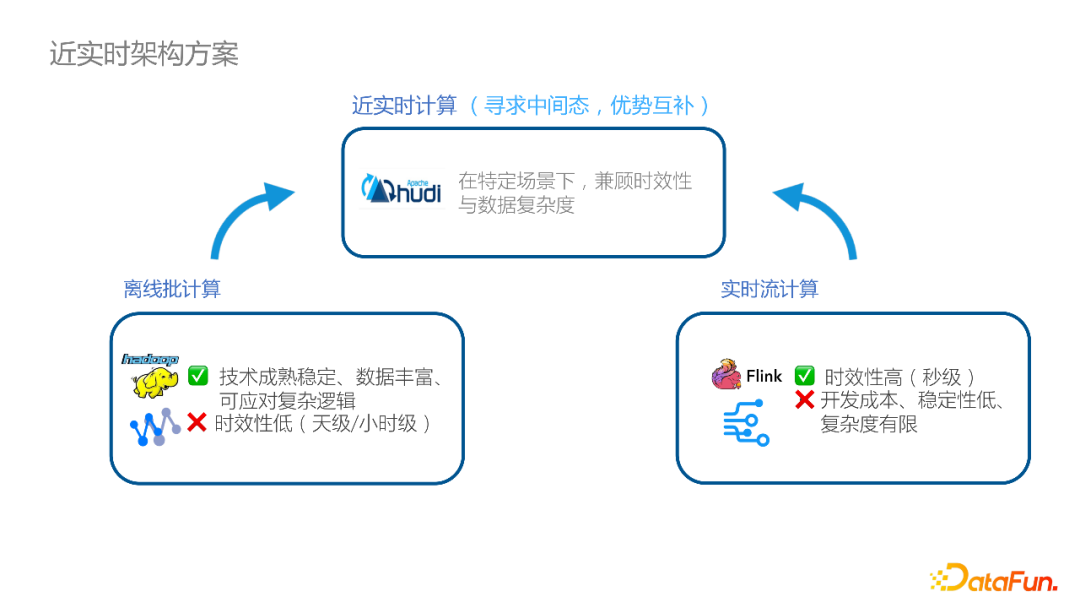 近实时架构方案
近实时计算（寻求中间态，优势互补）
Apache
hudi
在特定场景下，兼顾时效性
与数据复杂度
离线批计算
hadoop
技术成熟稳定、数据丰富、
可应对复杂逻辑
时效性低（天级/小时级）
实时流计算
Flink
时效性高（秒级）
开发成本、稳定性低、
复杂度有限
DataFun.